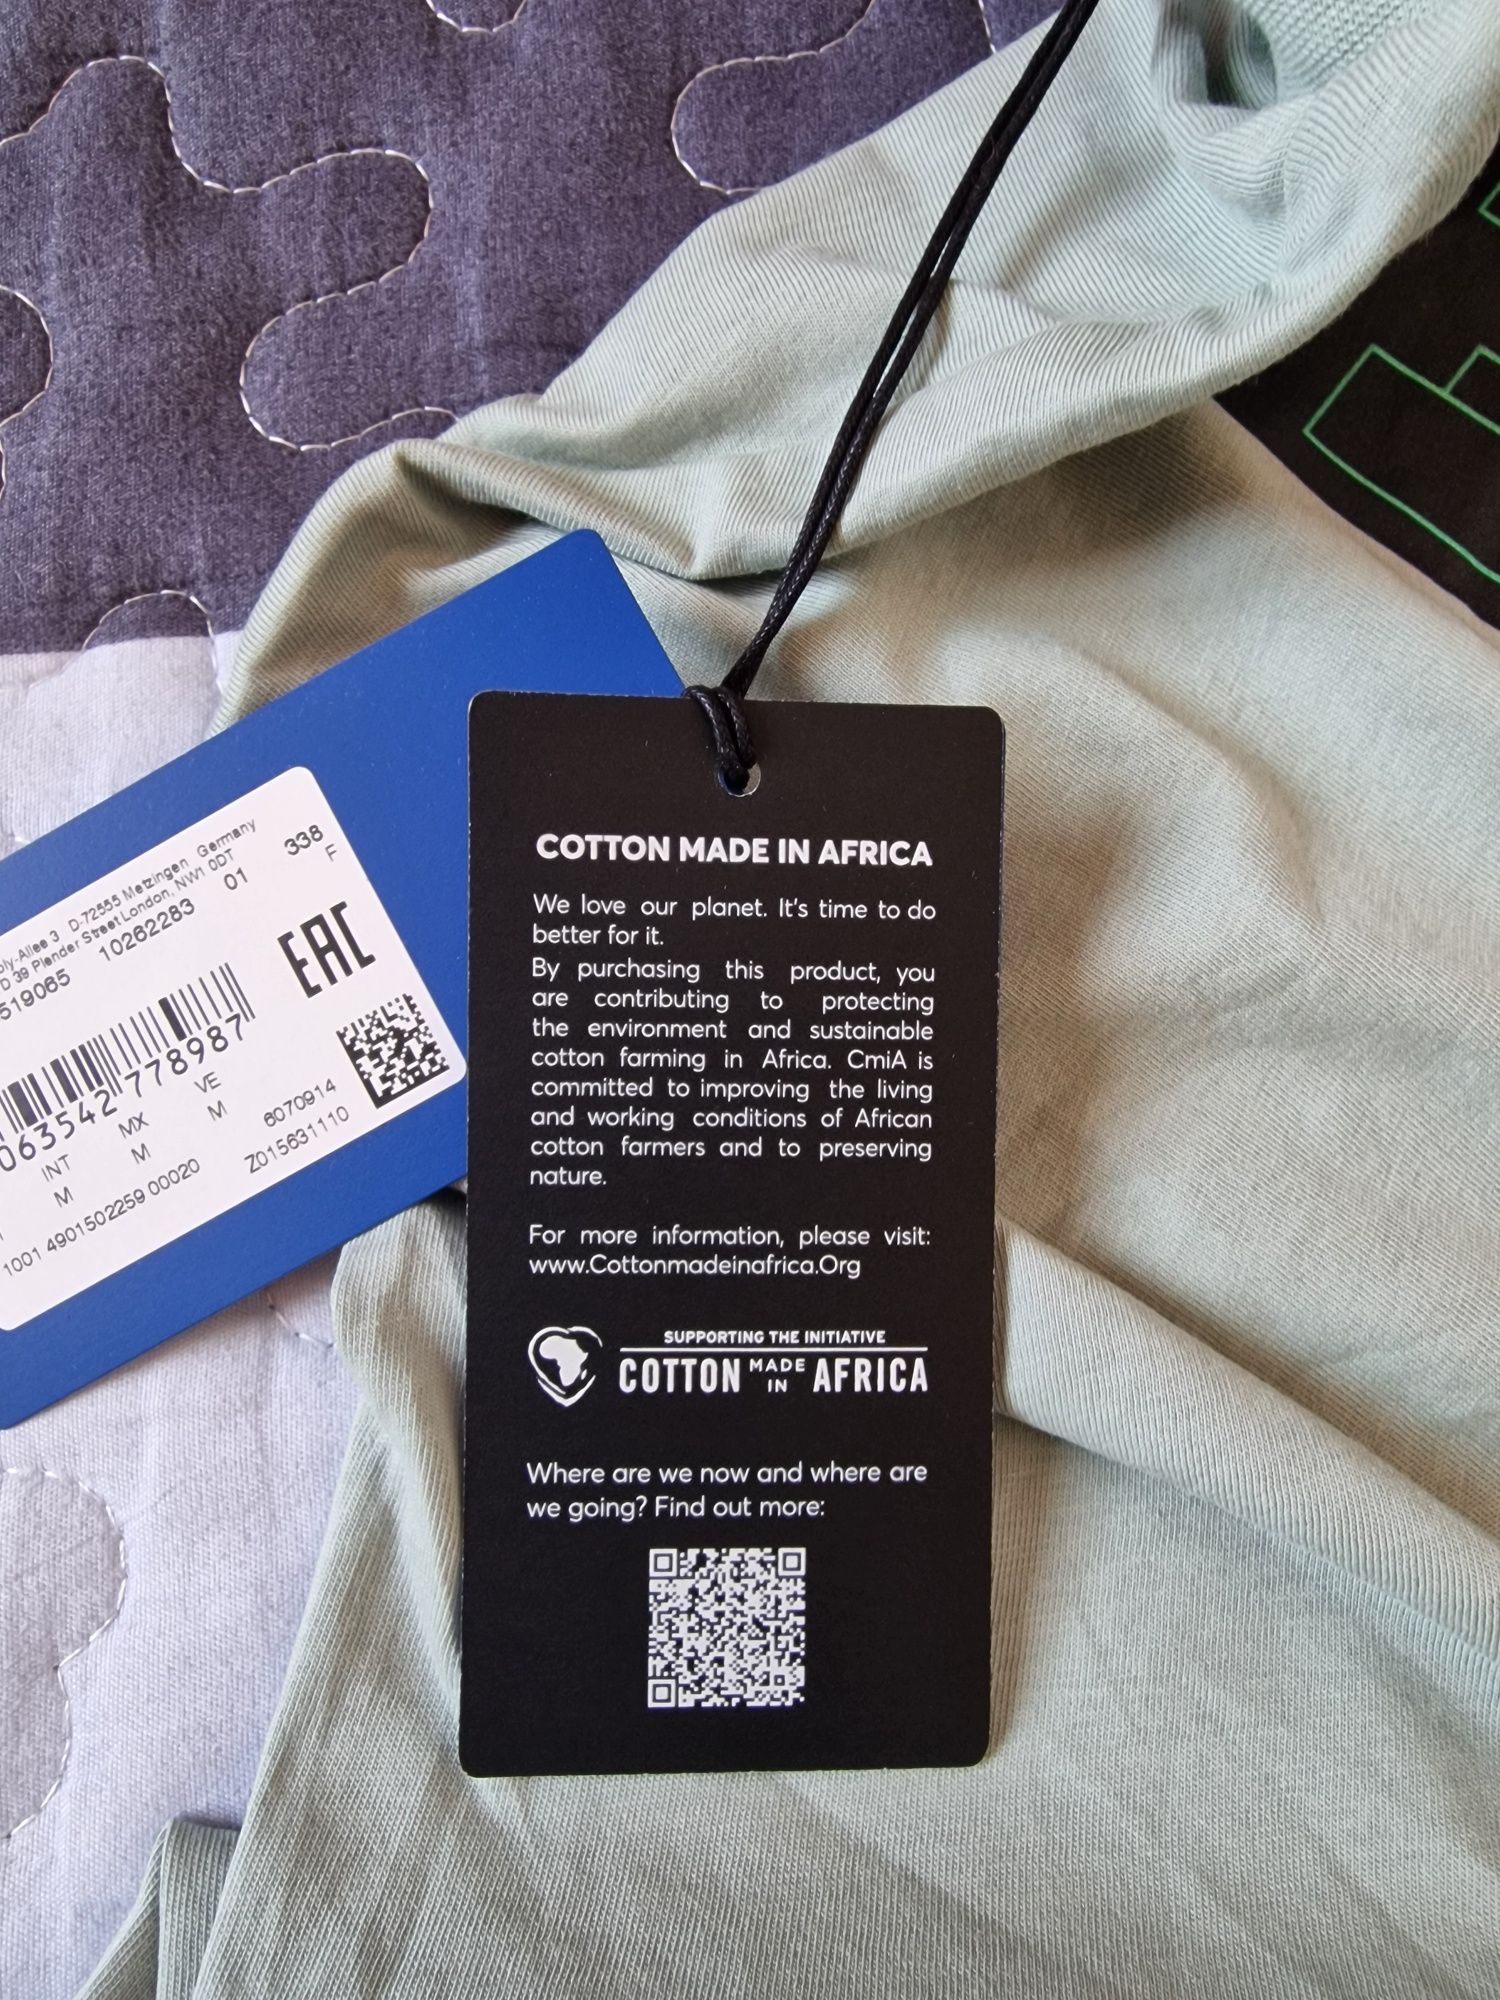 COTTON MADE IN AFRICA
We love our planet. It's time to do
better for it.
By purchasing this product, you
are contributing to protecting
the environment and sustainable
cotton farming in Africa. CmiA is
committed to improving the living
and working conditions of African
cotton farmers and to preserving
nature.
For more information, please visit:
www.Cottonmadeinafrica.Org
SUPPORTING THE INITIATIVE
COTTON MADE IN AFRICA
Where are we now and where are
we going? Find out more:
Allee 3 D-72555 Metzingen Germany
39 Plender Street London, NW1 0DT
519065 10262283 01
338
F
EAC
063542 778987
INT MX VE
M M M
6070914
1001 4901502259 00020 Z015631110